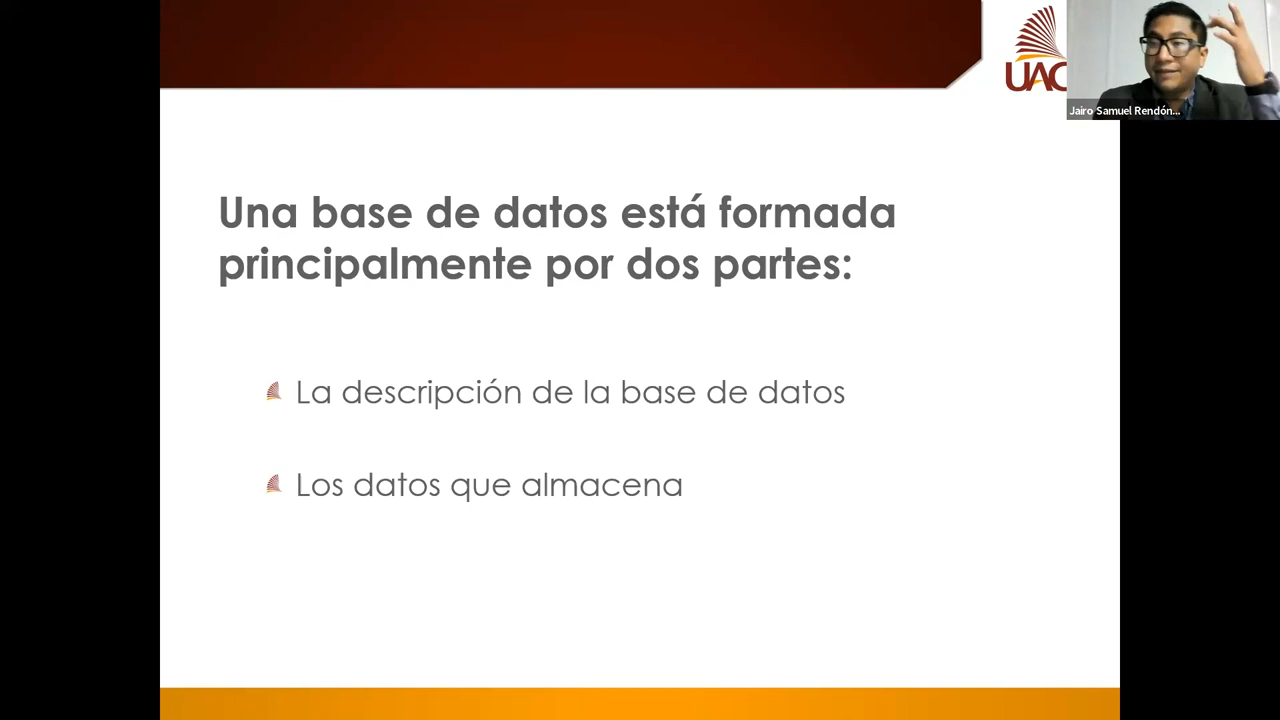 UAC
Jairo Samuel Rendón...
Una base de datos está formada
principalmente por dos partes:
La descripción de la base de datos
Los datos que almacena